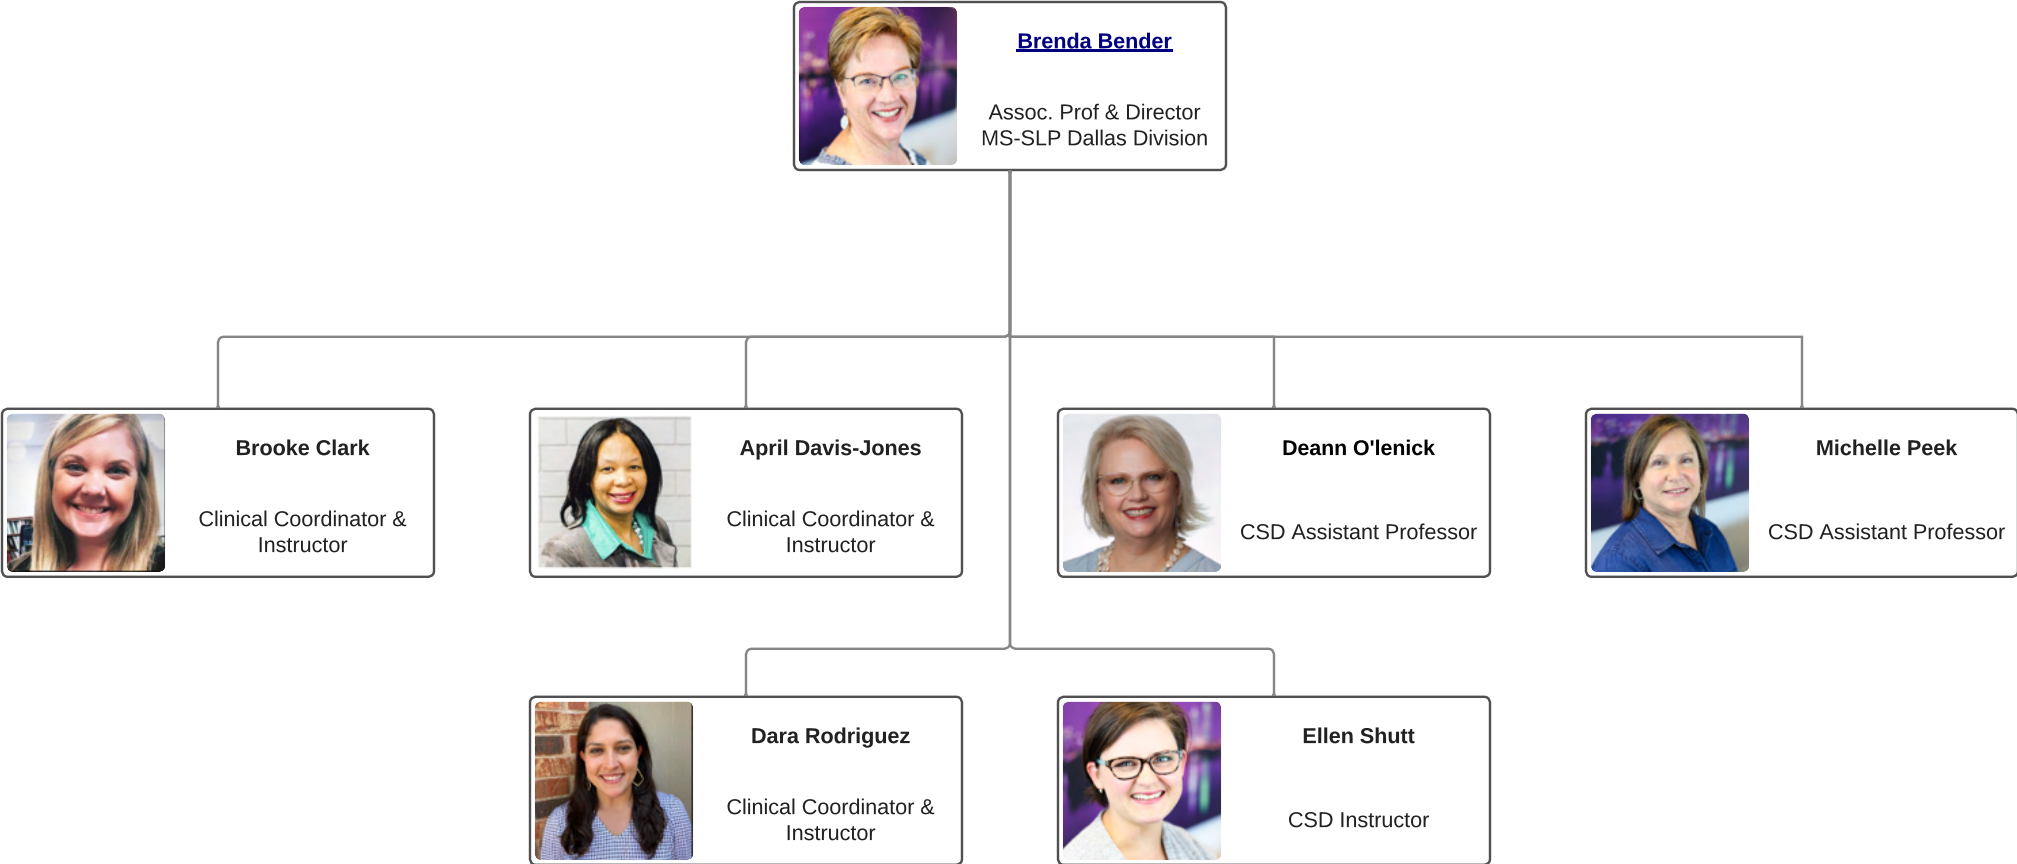 Brenda Bender
Assoc. Prof & Director
MS-SLP Dallas Division
Brooke Clark
Clinical Coordinator &
Instructor
April Davis-Jones
Clinical Coordinator &
Instructor
Deann O'lenick
CSD Assistant Professor
Michelle Peek
CSD Assistant Professor
Dara Rodriguez
Clinical Coordinator &
Instructor
Ellen Shutt
CSD Instructor